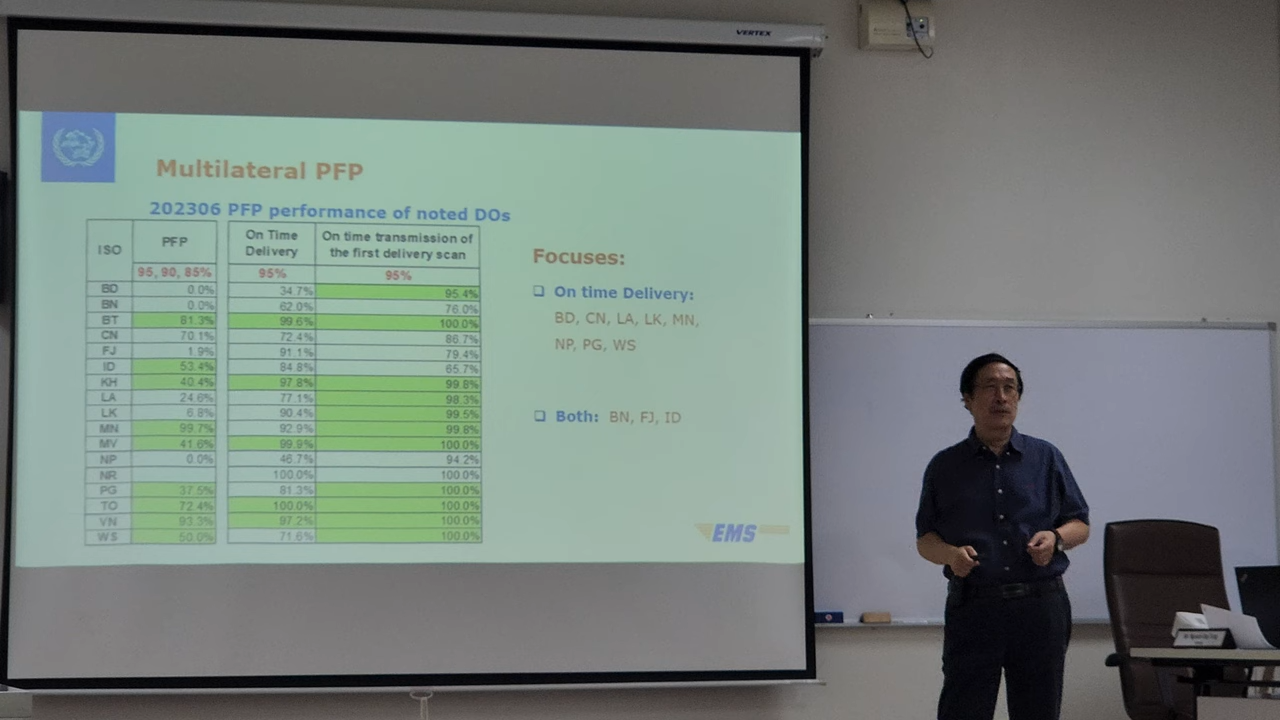 VERTEX
Multilateral PFP
202306 PFP performance of noted DOs
ISO PFP On Time Delivery On time transmission of the first delivery scan
95, 90, 85% 95% 95%
BD 0.0% 34.7% 95.4%
BN 0.0% 62.0% 76.0%
BT 81.3% 99.6% 100.0%
CN 70.1% 72.4% 86.7%
FJ 1.9% 91.1% 79.4%
ID 53.4% 84.8% 65.7%
KH 40.4% 97.8% 99.8%
LA 24.6% 77.1% 98.3%
LK 6.8% 90.4% 99.5%
MN 99.7% 92.9% 99.8%
MV 41.6% 99.9% 100.0%
NP 0.0% 46.7% 94.2%
NR 100.0% 100.0%
PG 37.5% 81.3% 100.0%
TO 72.4% 100.0% 100.0%
VN 93.3% 97.2% 100.0%
WS 50.0% 71.6% 100.0%
Focuses:
On time Delivery:
BD, CN, LA, LK, MN,
NP, PG, WS
Both: BN, FJ, ID
EMS